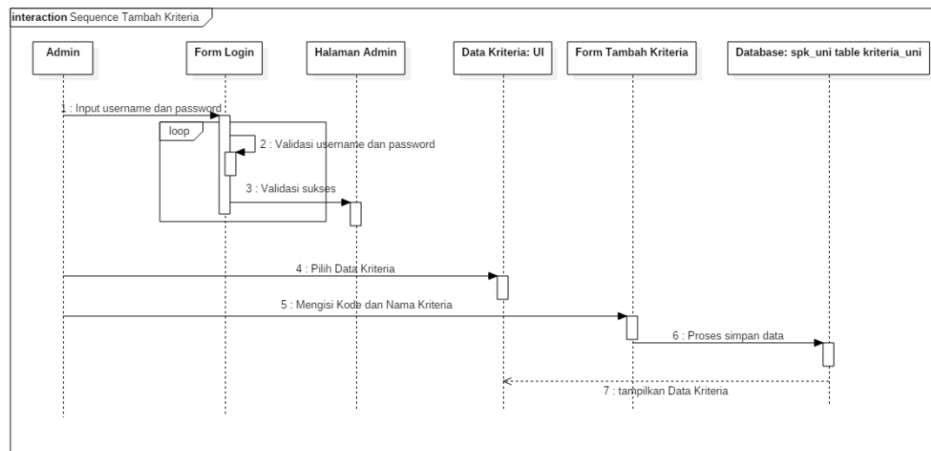 interaction Sequence Tambah Kriteria
Admin
Form Login
Halaman Admin
Data Kriteria: UI
Form Tambah Kriteria
Database: spk_uni table kriteria_uni
1 : Input username dan password
loop
2 : Validasi username dan password
3 : Validasi sukses
4 : Pilih Data Kriteria
5 : Mengisi Kode dan Nama Kriteria
6 : Proses simpan data
7 : tampilkan Data Kriteria